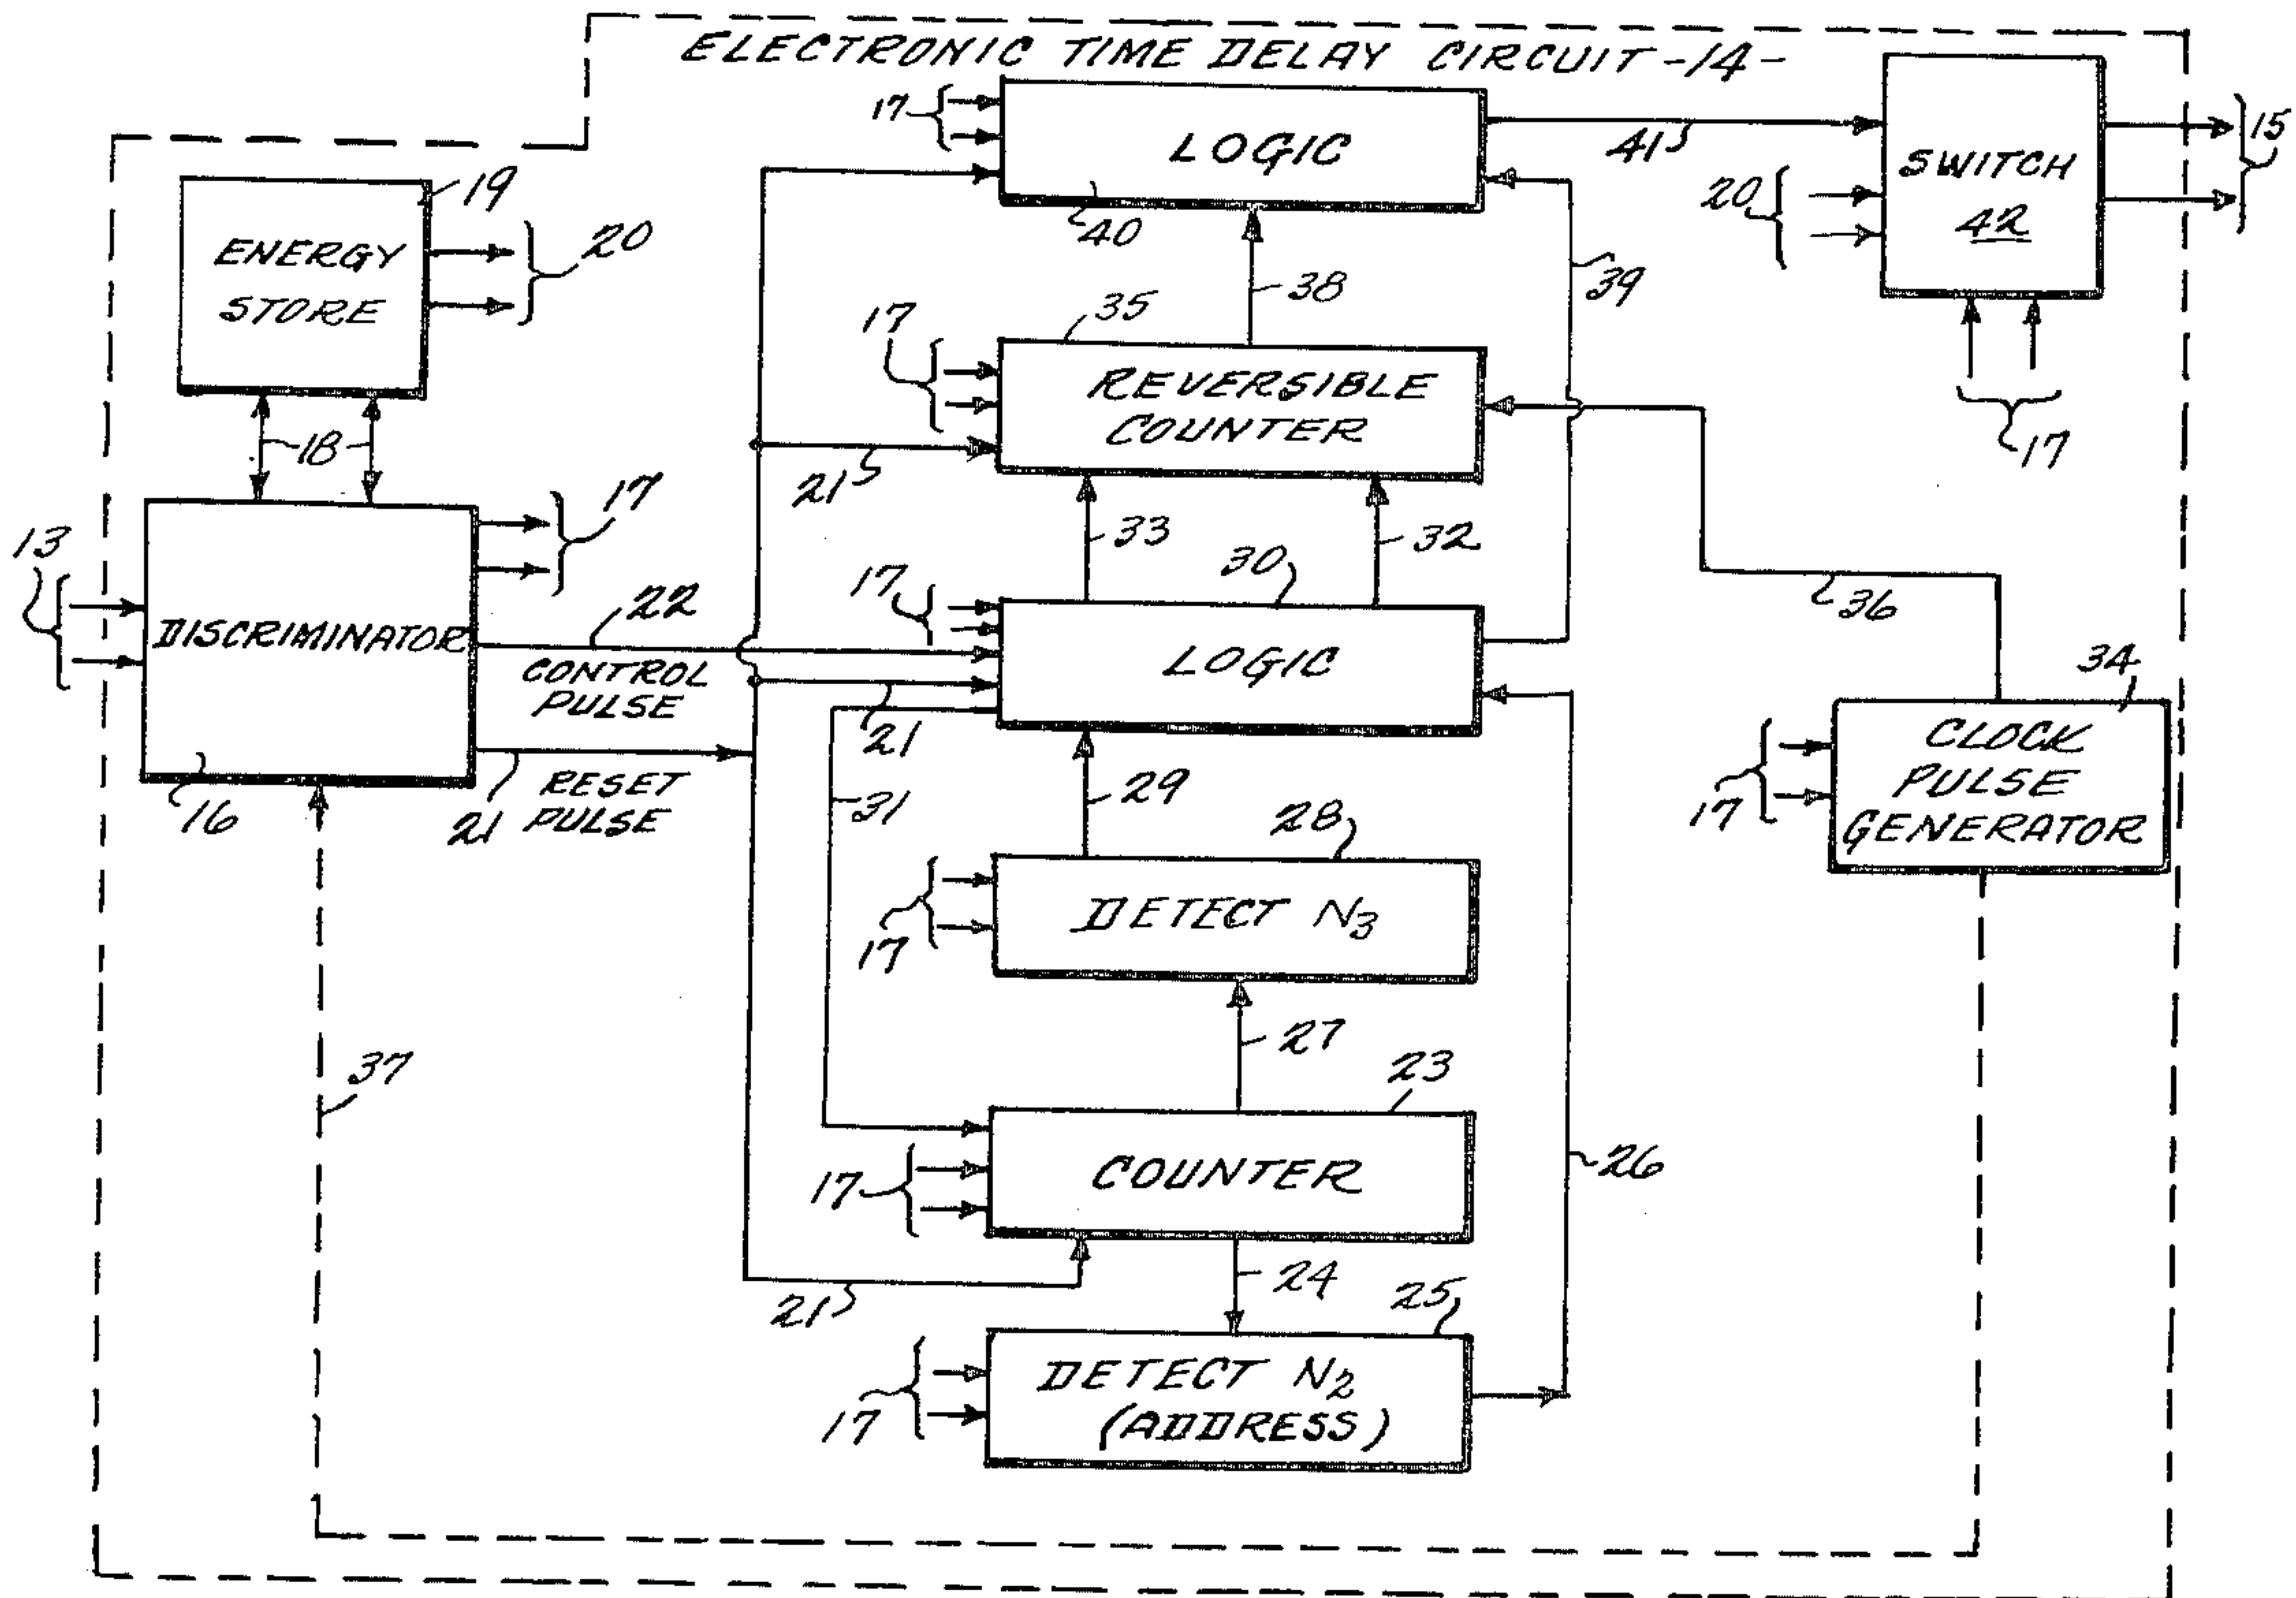 ELECTRONIC TIME DELAY CIRCUIT -14-
17
LOGIC
40
41
SWITCH
42
20
15
17
19
ENERGY
STORE
20
18
38
39
35
17
REVERSIBLE
COUNTER
21
13
DISCRIMINATOR
16
17
22
CONTROL
PULSE
21
RESET
PULSE
33
32
30
17
LOGIC
21
31
36
34
CLOCK
PULSE
GENERATOR
17
29
28
DETECT N3
17
27
37
23
COUNTER
17
26
21
24
25
DETECT N2
(ADDRESS)
17